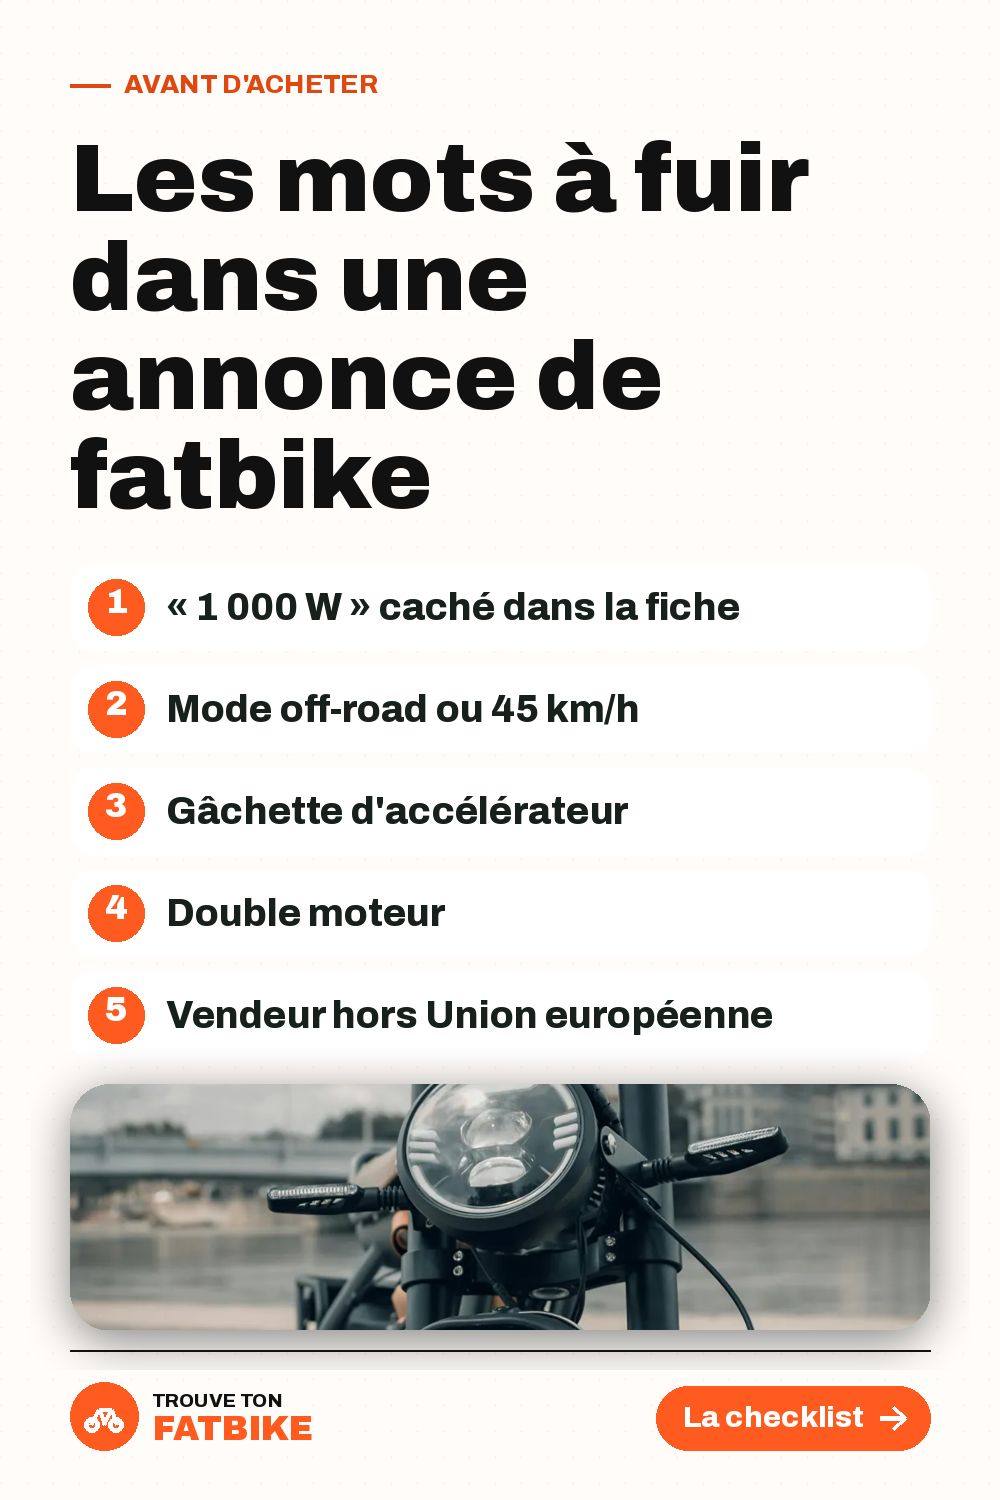 AVANT D'ACHETER
Les mots à fuir
dans une
annonce de
fatbike
1 « 1 000 W » caché dans la fiche
2 Mode off-road ou 45 km/h
3 Gâchette d'accélérateur
4 Double moteur
5 Vendeur hors Union européenne
TROUVE TON
FATBIKE
La checklist →